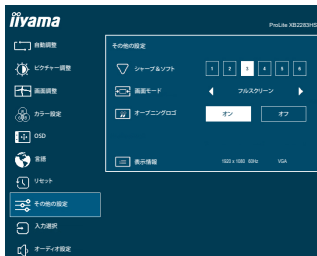 iiyama
ProLite XB2283HS
自動調整
ピクチャー調整
画面調整
カラー設定
OSD
言語
リセット
その他の設定
入力選択
オーディオ設定
その他の設定
シャープ&ソフト
1 2 3 4 5 6
画面モード
フルスクリーン
オープニングロゴ
オン
オフ
表示情報
1920 x 1080 60Hz VGA